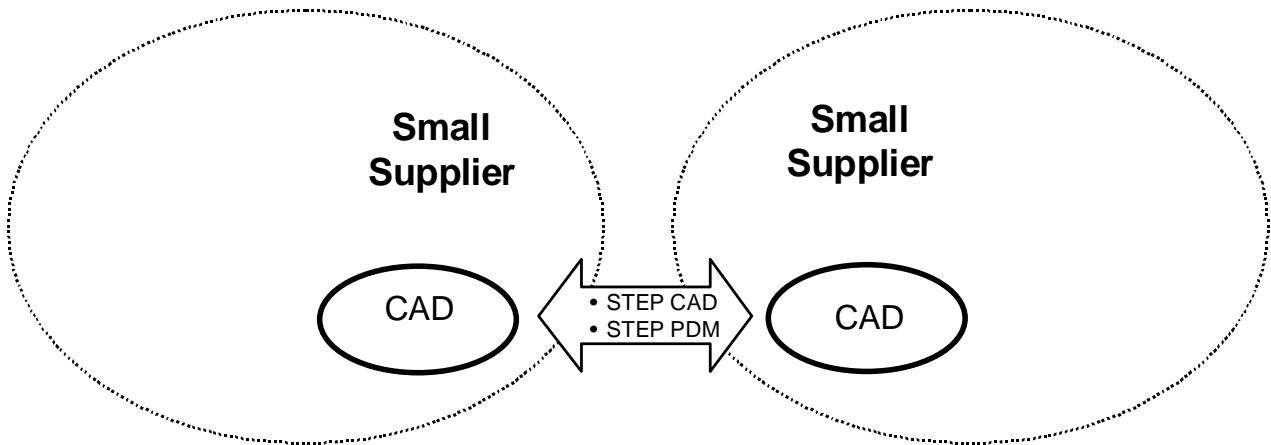 Small
Supplier
Small
Supplier
CAD
• STEP CAD
• STEP PDM
CAD